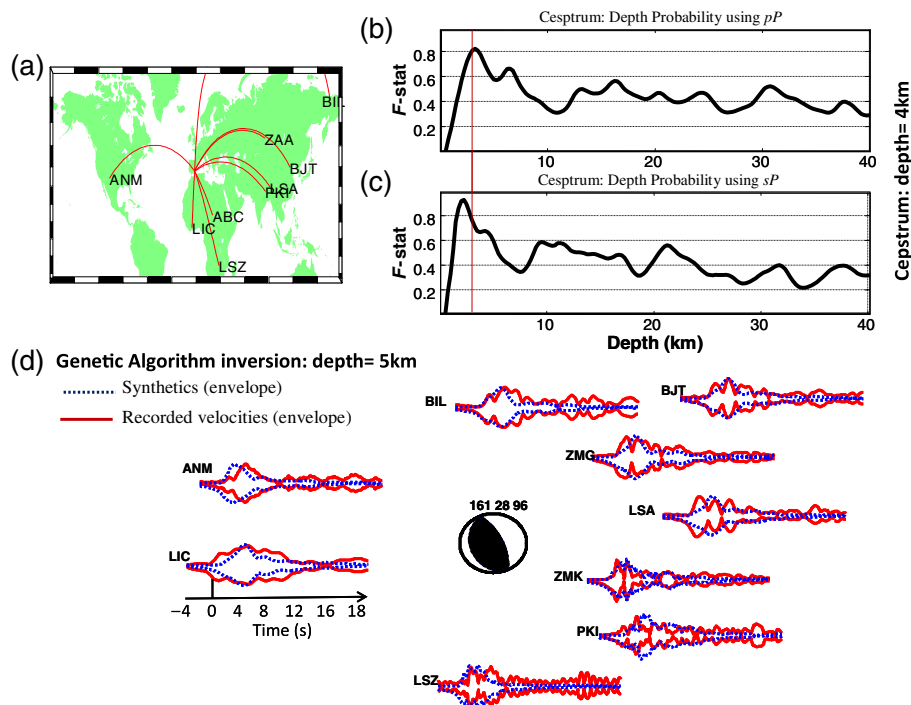 (a)
BIL
ZAA
BJT
ANM
LSA
PKI
ABC
LIC
LSZ
(b)
Cesptrum: Depth Probability using pP
F-stat
0.8
0.6
0.4
0.2
10
20
30
40
(c)
Cesptrum: Depth Probability using sP
F-stat
0.8
0.6
0.4
0.2
10
20
30
40
Depth (km)
Cepstrum: depth= 4km
(d)
Genetic Algorithm inversion: depth= 5km
Synthetics (envelope)
Recorded velocities (envelope)
ANM
LIC
−4 0 4 8 12 16 20
Time (s)
BIL
BJT
ZMG
LSA
161 28 96
ZMK
PKI
LSZ